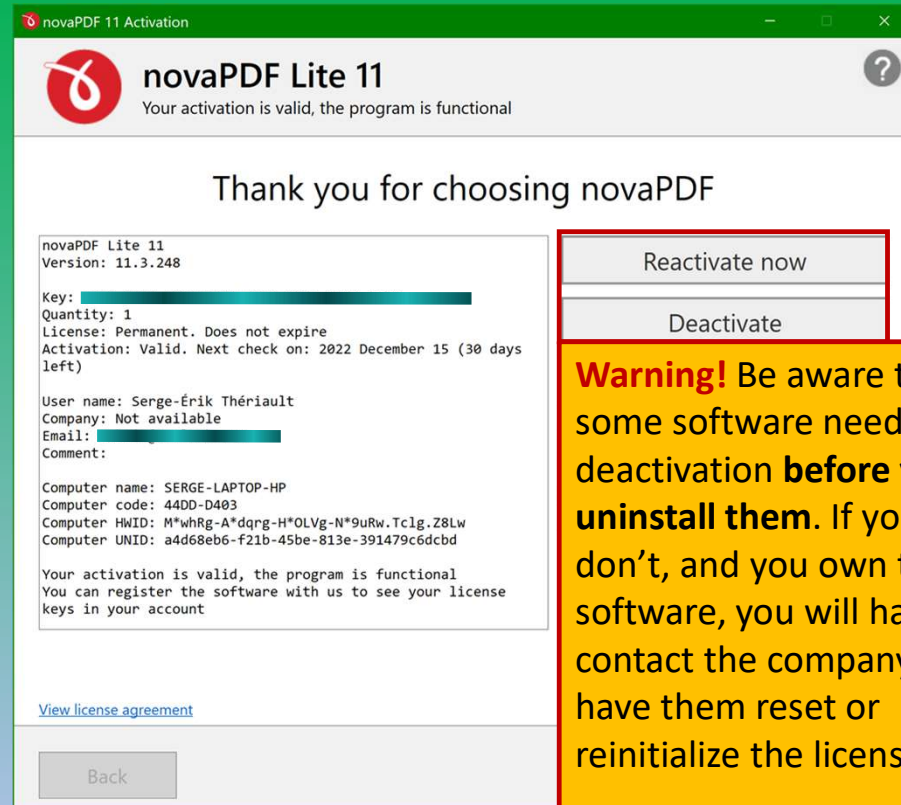 novaPDF 11 Activation
novaPDF Lite 11
Your activation is valid, the program is functional
Thank you for choosing novaPDF
novaPDF Lite 11
Version: 11.3.248
Key:
Quantity: 1
License: Permanent. Does not expire
Activation: Valid. Next check on: 2022 December 15 (30 days
left)
User name: Serge-Érik Thériault
Company: Not available
Email:
Comment:
Computer name: SERGE-LAPTOP-HP
Computer code: 44DD-D403
Computer HWID: M*whRg-A*dqrg-H*OLVg-N*9uRw.Tclg.Z8Lw
Computer UNID: a4d68eb6-f21b-45be-813e-391479c6dcbd
Your activation is valid, the program is functional
You can register the software with us to see your license
keys in your account
View license agreement
Back
Reactivate now
Deactivate
Warning! Be aware
some software need
deactivation before
uninstall them. If yo
don’t, and you own
software, you will ha
contact the company
have them reset or
reinitialize the licens